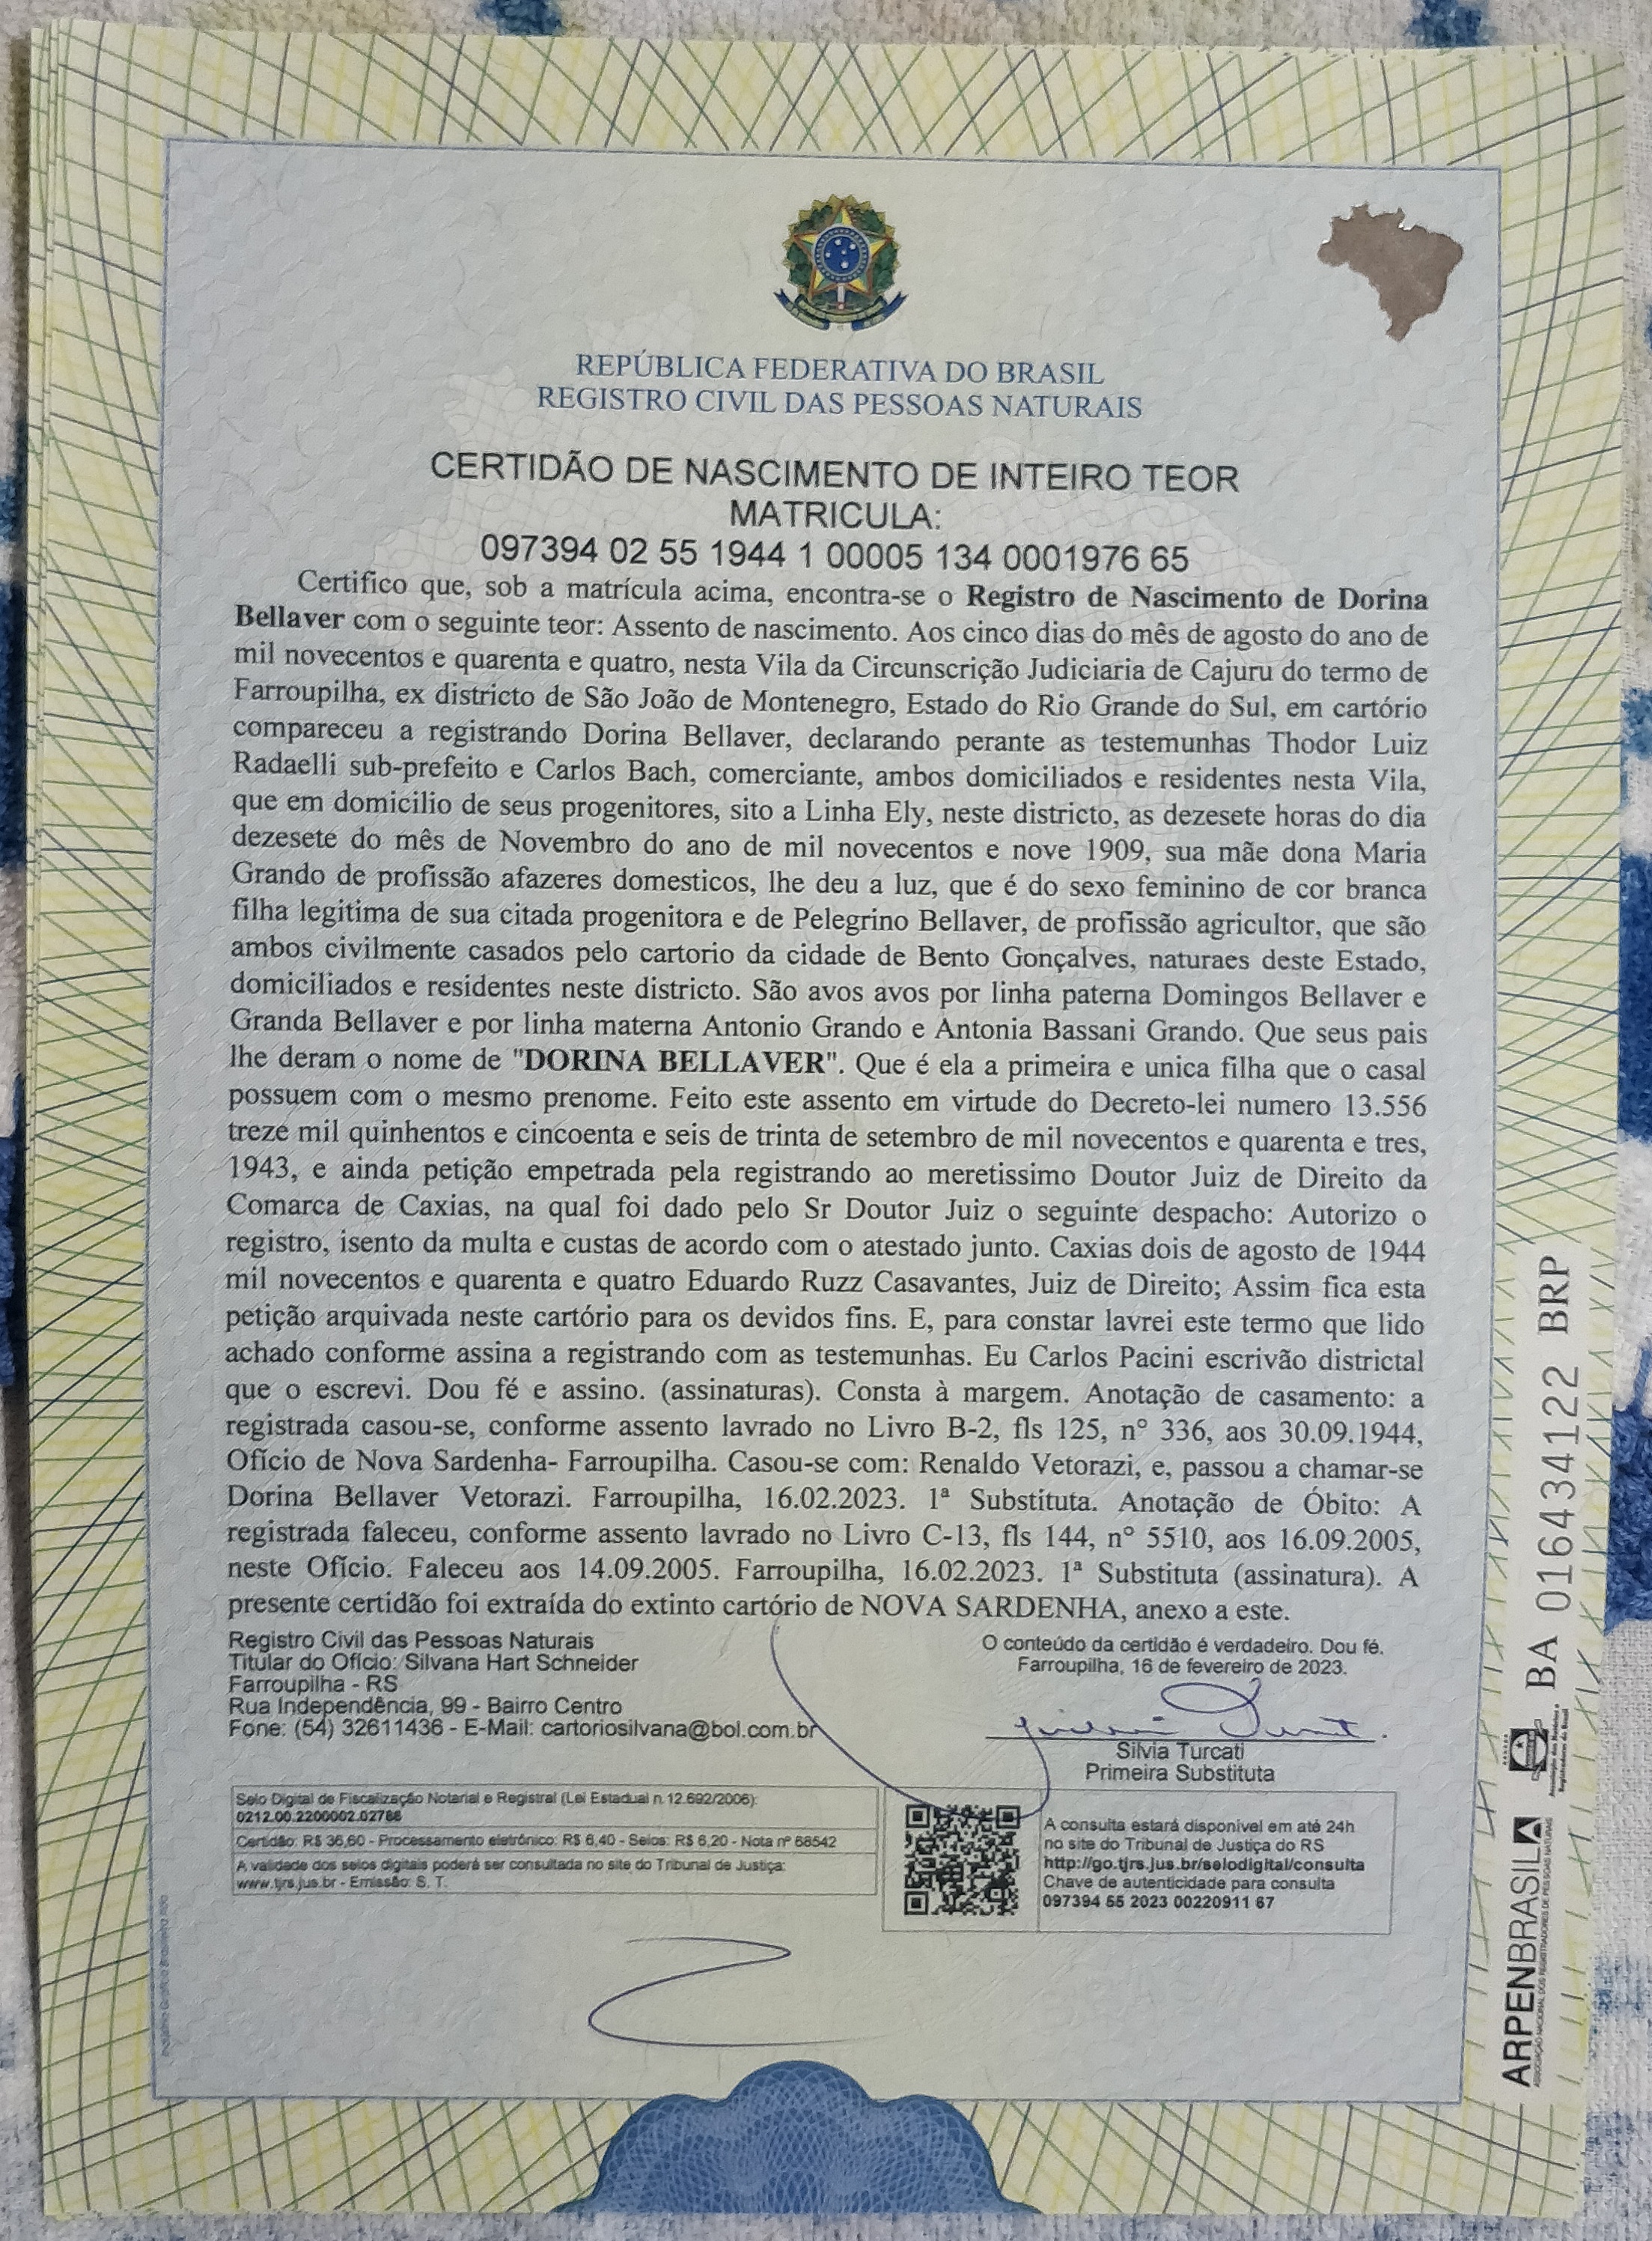 REPÚBLICA FEDERATIVA DO BRASIL
REGISTRO CIVIL DAS PESSOAS NATURAIS
CERTIDÃO DE NASCIMENTO DE INTEIRO TEOR
MATRICULA:
097394 02 55 1944 1 00005 134 0001976 65
Certifico que, sob a matrícula acima, encontra-se o Registro de Nascimento de Dorina
Bellaver com o seguinte teor: Assento de nascimento. Aos cinco dias do mês de agosto do ano de
mil novecentos e quarenta e quatro, nesta Vila da Circunscrição Judiciaria de Cajuru do termo de
Farroupilha, ex districto de São João de Montenegro, Estado do Rio Grande do Sul, em cartório
compareceu a registrando Dorina Bellaver, declarando perante as testemunhas Thodor Luiz
Radaelli sub-prefeito e Carlos Bach, comerciante, ambos domiciliados e residentes nesta Vila,
que em domicilio de seus progenitores, sito a Linha Ely, neste districto, as dezesete horas do dia
dezesete do mês de Novembro do ano de mil novecentos e nove 1909, sua mãe dona Maria
Grando de profissão afazeres domesticos, lhe deu a luz, que é do sexo feminino de cor branca
filha legitima de sua citada progenitora e de Pelegrino Bellaver, de profissão agricultor, que são
ambos civilmente casados pelo cartorio da cidade de Bento Gonçalves, naturaes deste Estado,
domiciliados e residentes neste districto. São avos avos por linha paterna Domingos Bellaver e
Granda Bellaver e por linha materna Antonio Grando e Antonia Bassani Grando. Que seus pais
lhe deram o nome de "DORINA BELLAVER". Que é ela a primeira e unica filha que o casal
possuem com o mesmo prenome. Feito este assento em virtude do Decreto-lei numero 13.556
treze mil quinhentos e cincoenta e seis de trinta de setembro de mil novecentos e quarenta e tres,
1943, e ainda petição empetrada pela registrando ao meretissimo Doutor Juiz de Direito da
Comarca de Caxias, na qual foi dado pelo Sr Doutor Juiz o seguinte despacho: Autorizo o
registro, isento da multa e custas de acordo com o atestado junto. Caxias dois de agosto de 1944
mil novecentos e quarenta e quatro Eduardo Ruzz Casavantes, Juiz de Direito; Assim fica esta
petição arquivada neste cartório para os devidos fins. E, para constar lavrei este termo que lido
achado conforme assina a registrando com as testemunhas. Eu Carlos Pacini escrivão districtal
que o escrevi. Dou fé e assino. (assinaturas). Consta à margem. Anotação de casamento: a
registrada casou-se, conforme assento lavrado no Livro B-2, fls 125, n° 336, aos 30.09.1944,
Ofício de Nova Sardenha- Farroupilha. Casou-se com: Renaldo Vetorazi, e, passou a chamar-se
Dorina Bellaver Vetorazi. Farroupilha, 16.02.2023. 1ª Substituta. Anotação de Óbito: A
registrada faleceu, conforme assento lavrado no Livro C-13, fls 144, n° 5510, aos 16.09.2005,
neste Ofício. Faleceu aos 14.09.2005. Farroupilha, 16.02.2023. 1ª Substituta (assinatura). A
presente certidão foi extraída do extinto cartório de NOVA SARDENHA, anexo a este.
Registro Civil das Pessoas Naturais
Titular do Ofício: Silvana Hart Schneider
Farroupilha - RS
Rua Independência, 99 - Bairro Centro
Fone: (54) 32611436 - E-Mail: cartoriosilvana@bol.com.br
O conteúdo da certidão é verdadeiro. Dou fé.
Farroupilha, 16 de fevereiro de 2023.
Silvia Turcati
Primeira Substituta
Selo Digital de Fiscalização Notarial e Registral (Lei Estadual n.12.692/2006):
0212.00.2200002.02786
Certidão: R$ 36,60 - Processamento eletrônico: R$ 6,40 - Selos: R$ 6,20 - Nota nº 68542
A validade dos selos digitais poderá ser consultada no site do Tribunal de Justiça:
www.tjrs.jus.br - Emissão: S. T.
A consulta estará disponível em até 24h
no site do Tribunal de Justiça do RS
http://go.tjrs.jus.br/selodigital/consulta
Chave de autenticidade para consulta
097394 55 2023 00220911 67
BA 016434122 BRP
ARPENBRASIL
ASSOCIAÇÃO NACIONAL DOS REGISTRADORES DE PESSOAS NATURAIS